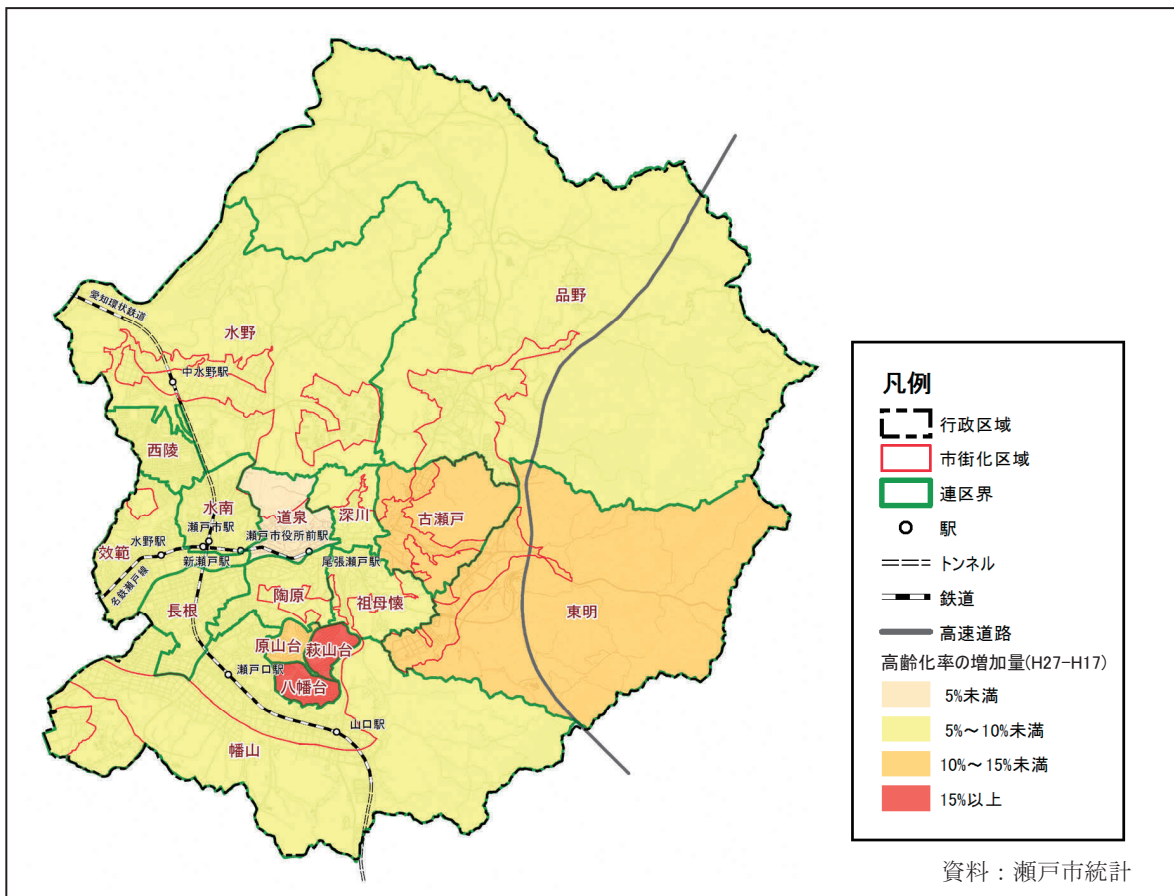 愛知環状鉄道
品野
水野
中水野駅
西陵
水南
瀬戸市駅
道泉
深川
古瀬戸
瀬戸市役所前駅
水野駅
効範
新瀬戸駅
尾張瀬戸駅
名鉄瀬戸線
長根
陶原
祖母懐
東明
原山台
萩山台
瀬戸口駅
八幡台
山口駅
幡山
凡例
行政区域
市街化区域
連区界
駅
トンネル
鉄道
高速道路
高齢化率の増加量(H27-H17)
5%未満
5%～10%未満
10%～15%未満
15%以上
資料：瀬戸市統計